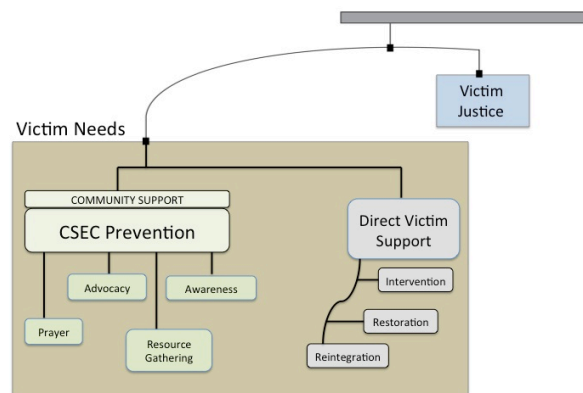 Victim
Justice
Victim Needs
COMMUNITY SUPPORT
CSEC Prevention
Direct Victim
Support
Advocacy
Awareness
Intervention
Prayer
Resource
Gathering
Restoration
Reintegration